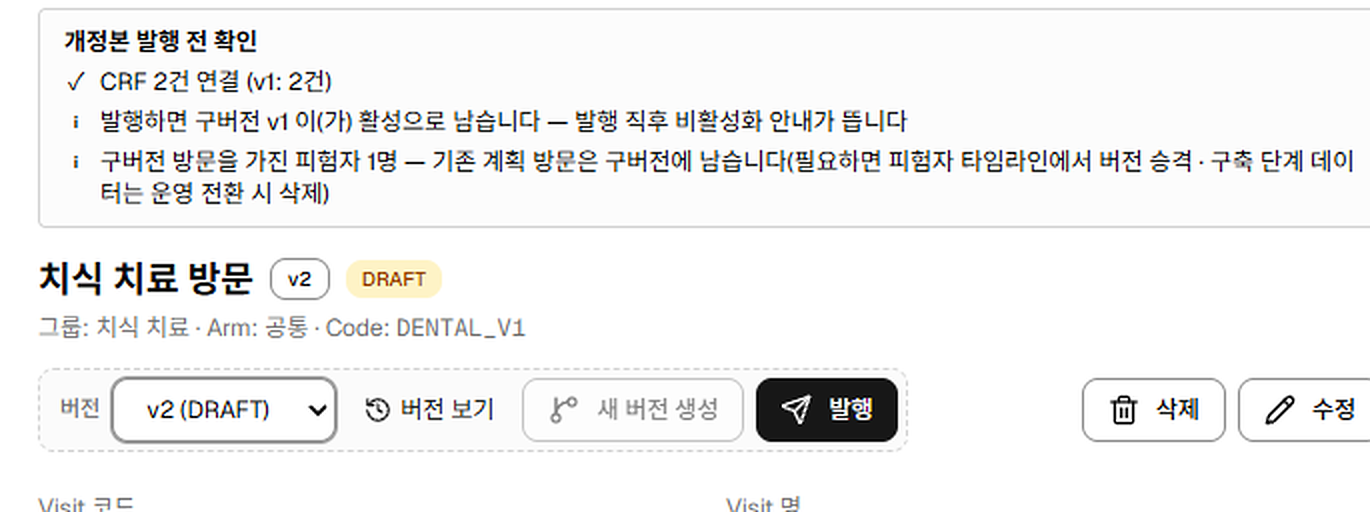 개정본 발행 전 확인
✓ CRF 2건 연결 (v1: 2건)
i 발행하면 구버전 v1 이(가) 활성으로 남습니다 — 발행 직후 비활성화 안내가 뜹니다
i 구버전 방문을 가진 피험자 1명 — 기존 계획 방문은 구버전에 남습니다(필요하면 피험자 타임라인에서 버전 승격 · 구축 단계 데이
터는 운영 전환 시 삭제)
치식 치료 방문 v2 DRAFT
그룹: 치식 치료 · Arm: 공통 · Code: DENTAL_V1
버전 v2 (DRAFT) 버전 보기 새 버전 생성 발행 삭제 수정
Visit 코드 Visit 명